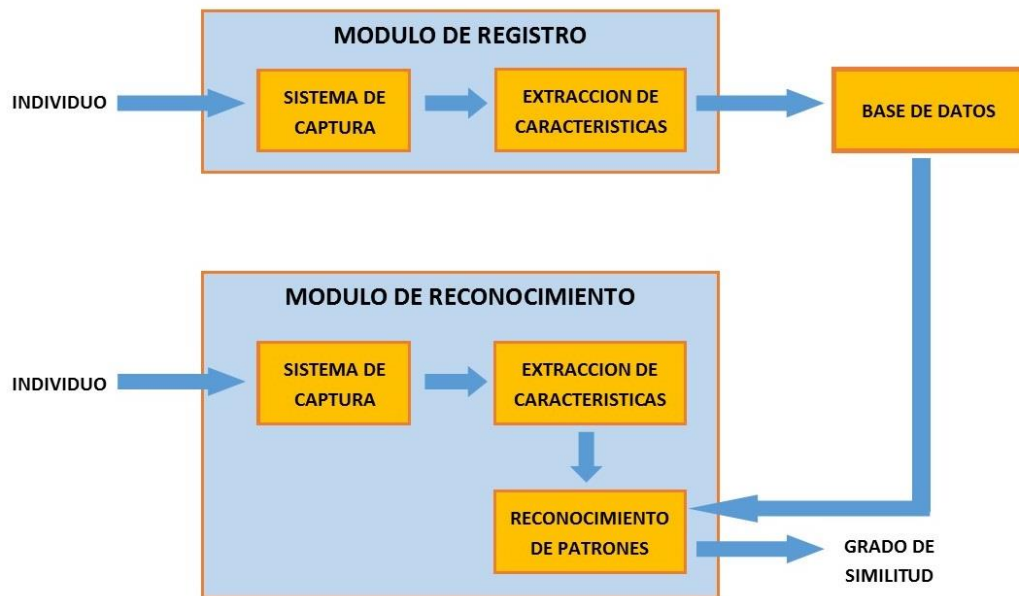 MODULO DE REGISTRO
INDIVIDUO
SISTEMA DE
CAPTURA
EXTRACCION DE
CARACTERISTICAS
BASE DE DATOS
MODULO DE RECONOCIMIENTO
INDIVIDUO
SISTEMA DE
CAPTURA
EXTRACCION DE
CARACTERISTICAS
RECONOCIMIENTO
DE PATRONES
GRADO DE
SIMILITUD